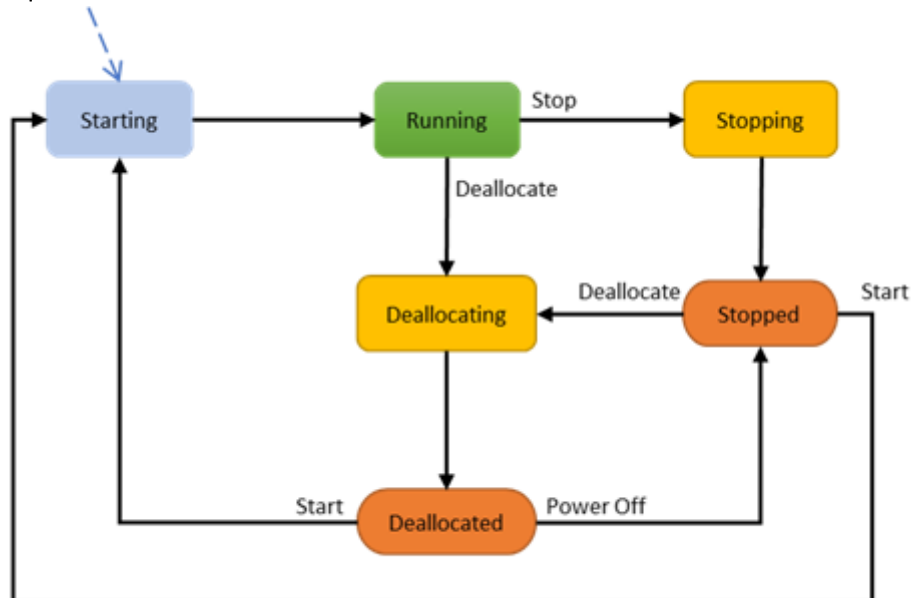 Starting
Running
Stop
Stopping
Deallocate
Deallocating
Deallocate
Stopped
Start
Start
Deallocated
Power Off